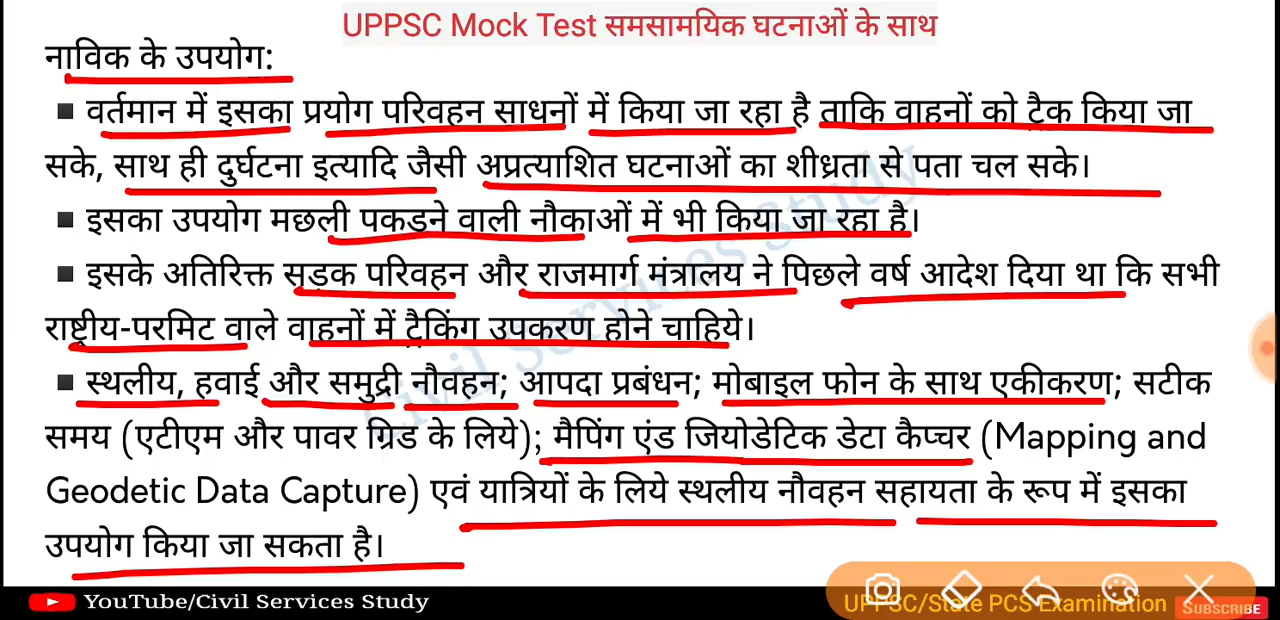 UPPSC Mock Test समसामयिक घटनाओं के साथ
नाविक के उपयोग:
▪ वर्तमान में इसका प्रयोग परिवहन साधनों में किया जा रहा है ताकि वाहनों को ट्रैक किया जा
सके, साथ ही दुर्घटना इत्यादि जैसी अप्रत्याशित घटनाओं का शीध्रता से पता चल सके।
▪ इसका उपयोग मछली पकड़ने वाली नौकाओं में भी किया जा रहा है।
▪ इसके अतिरिक्त सड़क परिवहन और राजमार्ग मंत्रालय ने पिछले वर्ष आदेश दिया था कि सभी
राष्ट्रीय-परमिट वाले वाहनों में ट्रैकिंग उपकरण होने चाहिये।
▪ स्थलीय, हवाई और समुद्री नौवहन; आपदा प्रबंधन; मोबाइल फोन के साथ एकीकरण; सटीक
समय (एटीएम और पावर ग्रिड के लिये); मैपिंग एंड जियोडेटिक डेटा कैप्चर (Mapping and
Geodetic Data Capture) एवं यात्रियों के लिये स्थलीय नौवहन सहायता के रूप में इसका
उपयोग किया जा सकता है।
Civil Services Study
YouTube/Civil Services Study
UPPSC/State PCS Examination
SUBSCRIBE